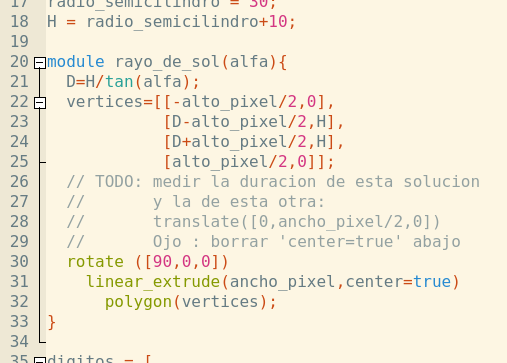 17 radio_semicilindro = 30;
18 H = radio_semicilindro+10;
19
20 module rayo_de_sol(alfa){
21   D=H/tan(alfa);
22   vertices=[[-alto_pixel/2,0],
23             [D-alto_pixel/2,H],
24             [D+alto_pixel/2,H],
25             [alto_pixel/2,0]];
26   // TODO: medir la duracion de esta solucion
27   //       y la de esta otra:
28   //       translate([0,ancho_pixel/2,0])
29   //       Ojo : borrar 'center=true' abajo
30   rotate ([90,0,0])
31     linear_extrude(ancho_pixel,center=true)
32       polygon(vertices);
33 }
34
35 digitos = [